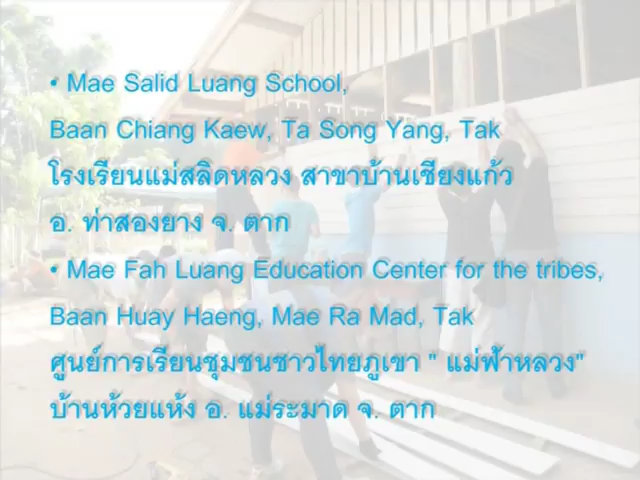 • Mae Salid Luang School,
Baan Chiang Kaew, Ta Song Yang, Tak
โรงเรียนแม่สลิดหลวง สาขาบ้านเชียงแก้ว
อ. ท่าสองยาง จ. ตาก
• Mae Fah Luang Education Center for the tribes,
Baan Huay Haeng, Mae Ra Mad, Tak
ศูนย์การเรียนชุมชนชาวไทยภูเขา " แม่ฟ้าหลวง"
บ้านห้วยแห้ง อ. แม่ระมาด จ. ตาก